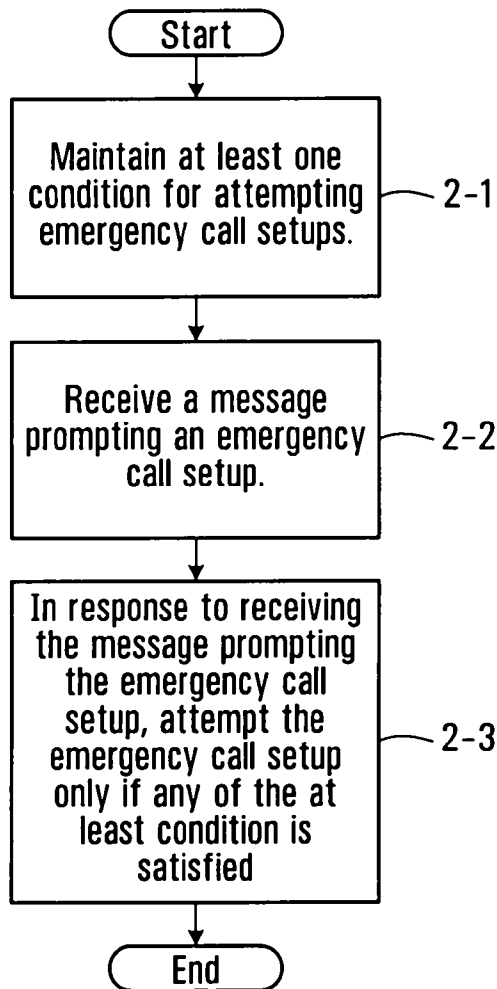 Start
Maintain at least one
condition for attempting
emergency call setups.
2-1
Receive a message
prompting an emergency
call setup.
2-2
In response to receiving
the message prompting
the emergency call
setup, attempt the
emergency call setup
only if any of the at
least condition is
satisfied
2-3
End